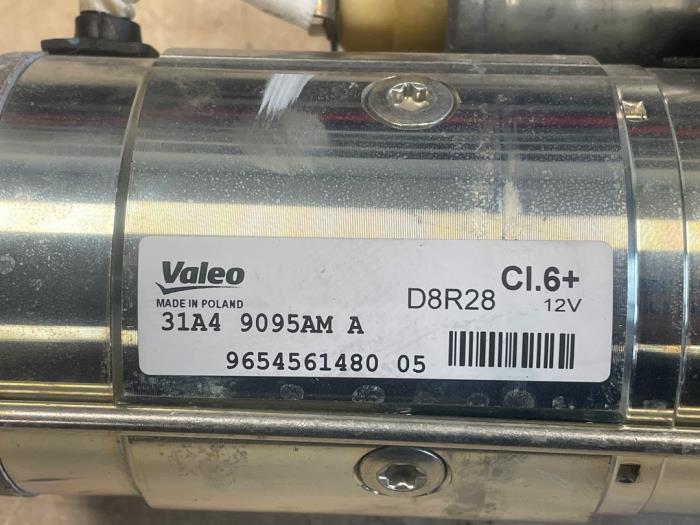 Valeo
MADE IN POLAND
D8R28 Cl.6+
12V
31A4 9095AM A
9654561480 05